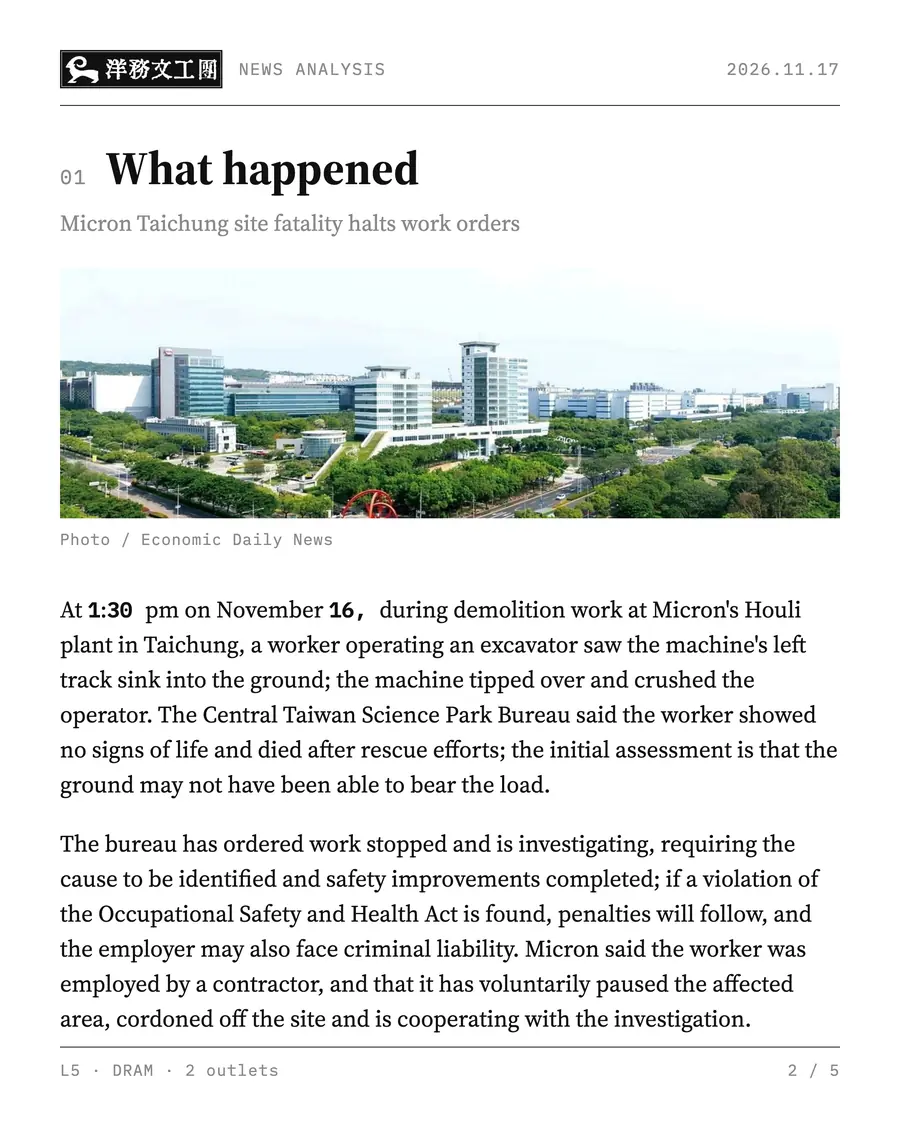 洋務文工團 NEWS ANALYSIS 2026.11.17
01 What happened
Micron Taichung site fatality halts work orders
Photo / Economic Daily News
At 1:30 pm on November 16, during demolition work at Micron's Houli
plant in Taichung, a worker operating an excavator saw the machine's left
track sink into the ground; the machine tipped over and crushed the
operator. The Central Taiwan Science Park Bureau said the worker showed
no signs of life and died after rescue efforts; the initial assessment is that the
ground may not have been able to bear the load.
The bureau has ordered work stopped and is investigating, requiring the
cause to be identified and safety improvements completed; if a violation of
the Occupational Safety and Health Act is found, penalties will follow, and
the employer may also face criminal liability. Micron said the worker was
employed by a contractor, and that it has voluntarily paused the affected
area, cordoned off the site and is cooperating with the investigation.
L5 · DRAM · 2 outlets 2 / 5